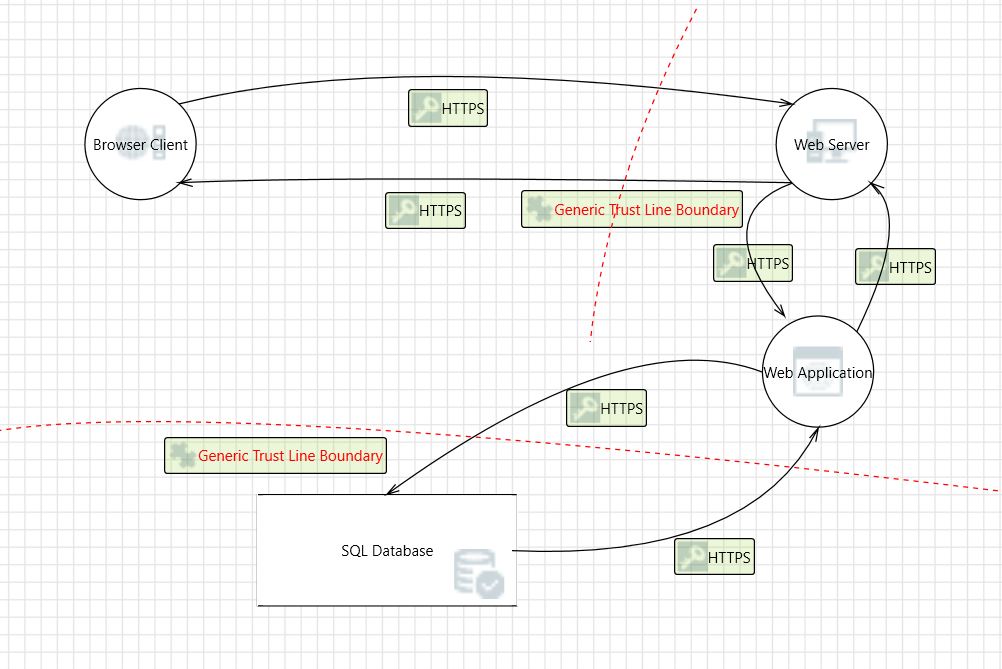 HTTPS
Browser Client
Web Server
HTTPS
Generic Trust Line Boundary
HTTPS
HTTPS
Web Application
HTTPS
Generic Trust Line Boundary
SQL Database
HTTPS